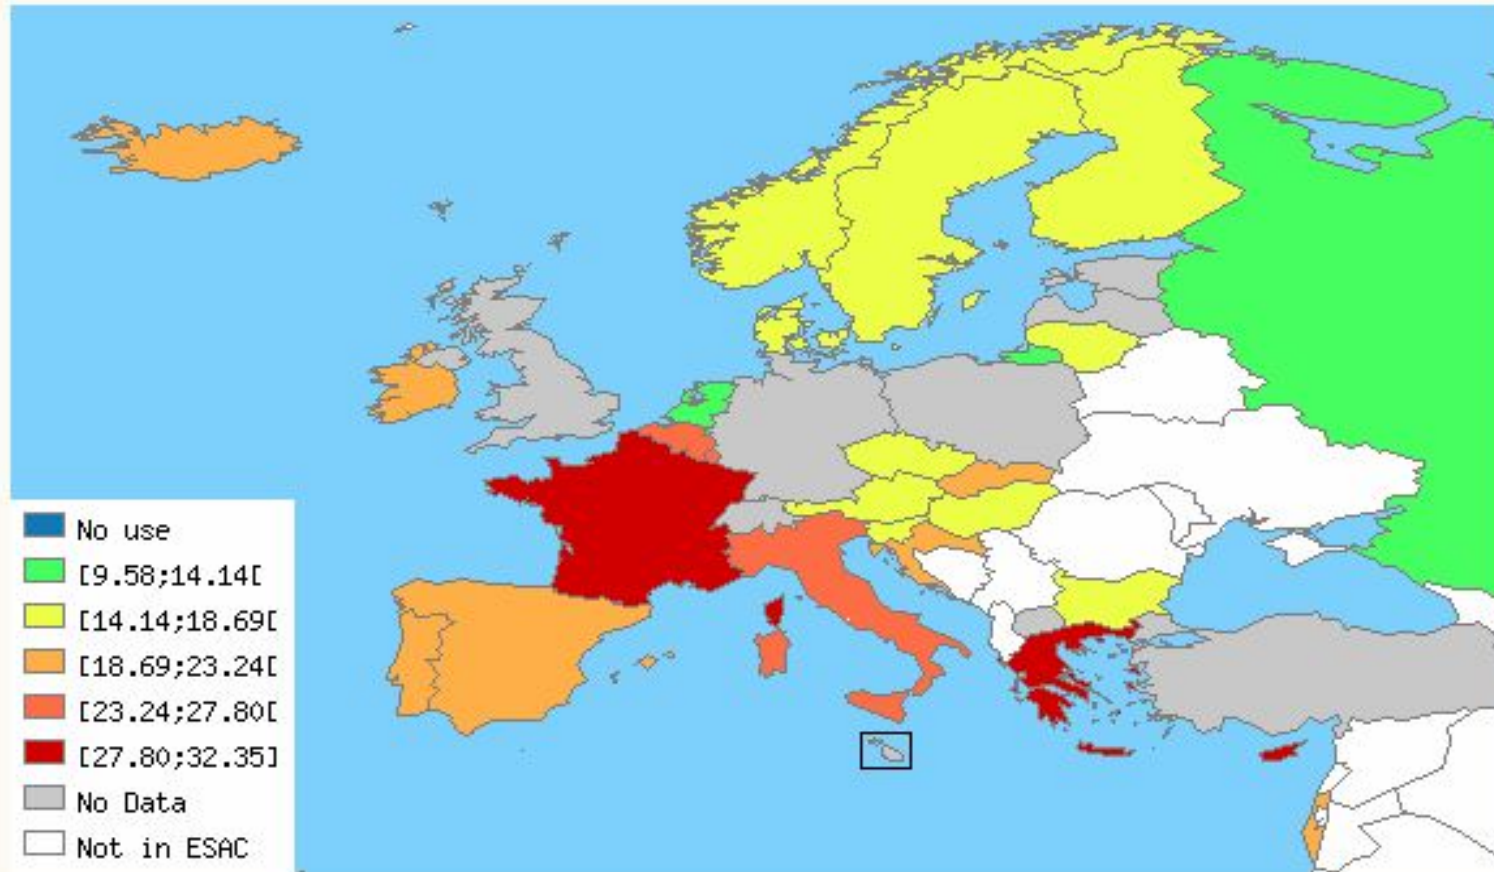 No use
[9.58;14.14[
[14.14;18.69[
[18.69;23.24[
[23.24;27.80[
[27.80;32.35]
No Data
Not in ESAC